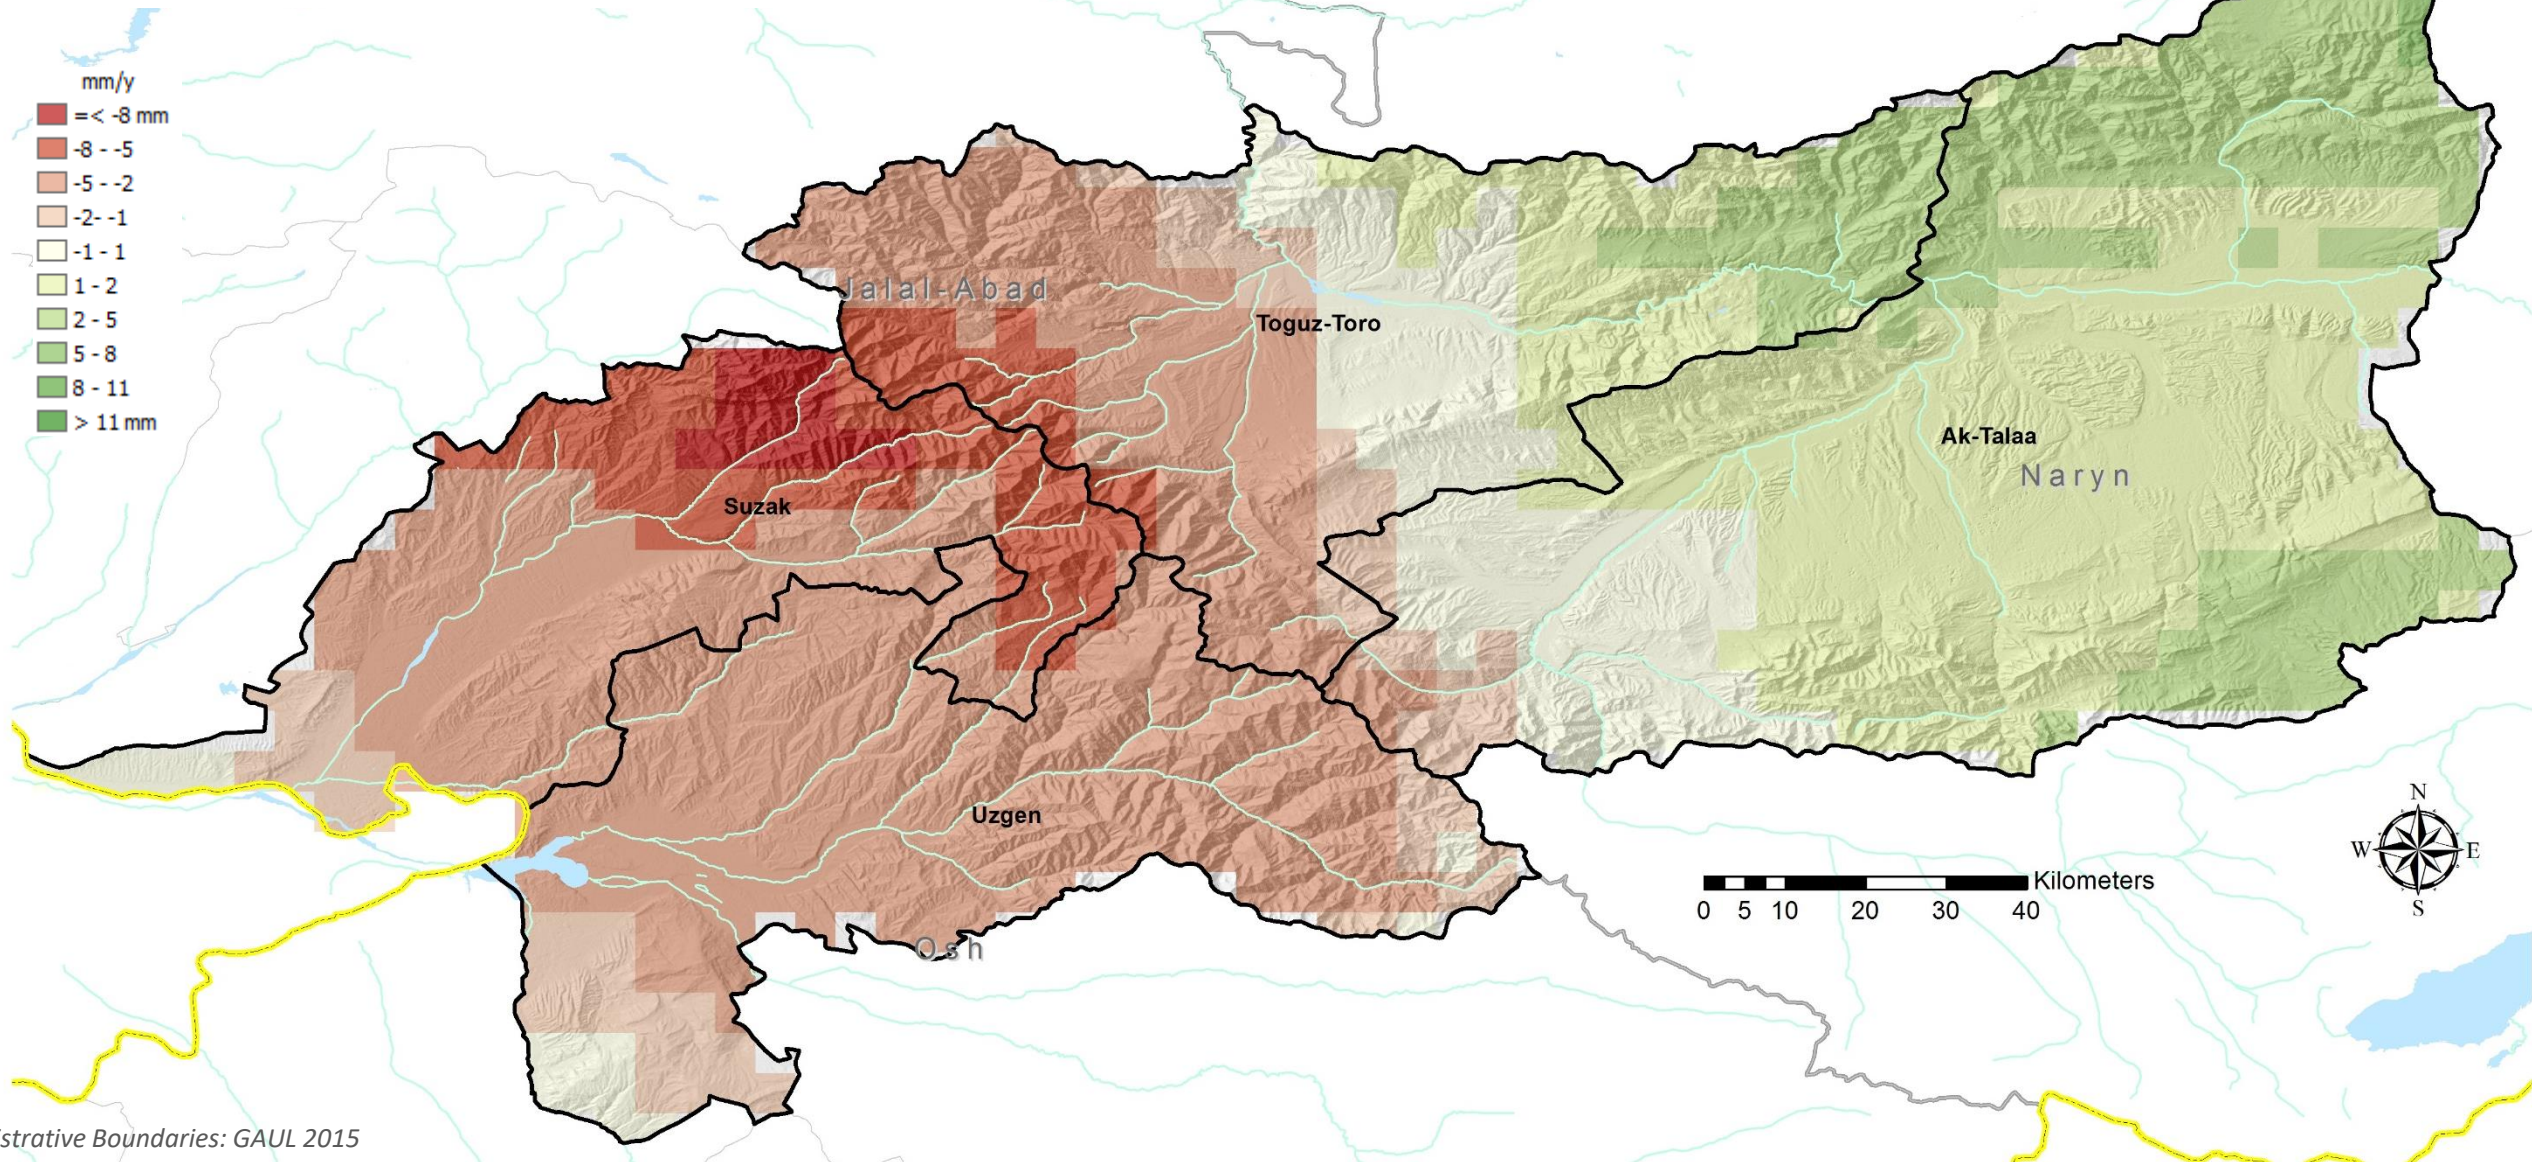 mm/y
=< -8 mm
-8 - -5
-5 - -2
-2- -1
-1 - 1
1 - 2
2 - 5
5 - 8
8 - 11
> 11 mm
Jalal-Abad
Toguz-Toro
Ak-Talaa
Naryn
Suzak
Uzgen
Osh
N
W E
S
Kilometers
0 5 10 20 30 40
strative Boundaries: GAUL 2015